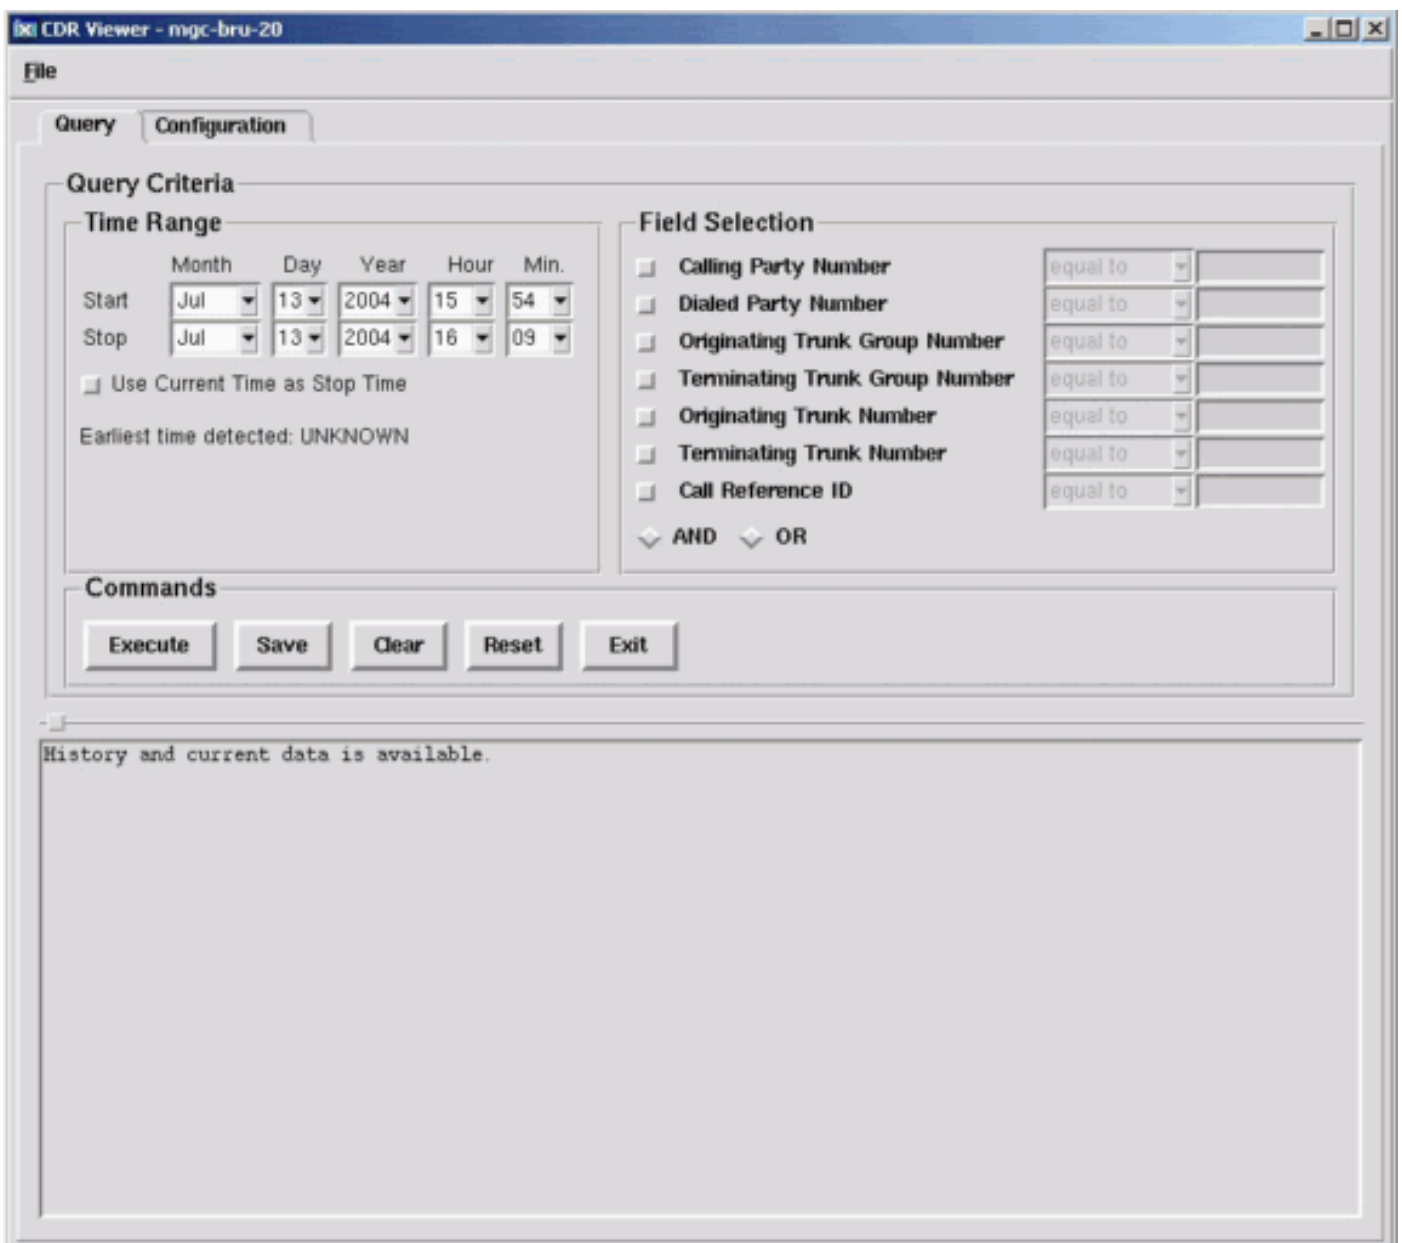 CDR Viewer - mgc-bru-20
File
Query Configuration
Query Criteria
Time Range
Month Day Year Hour Min.
Start Jul 13 2004 15 54
Stop Jul 13 2004 16 09
Use Current Time as Stop Time
Earliest time detected: UNKNOWN
Field Selection
Calling Party Number equal to
Dialed Party Number equal to
Originating Trunk Group Number equal to
Terminating Trunk Group Number equal to
Originating Trunk Number equal to
Terminating Trunk Number equal to
Call Reference ID equal to
AND OR
Commands
Execute Save Clear Reset Exit
History and current data is available.